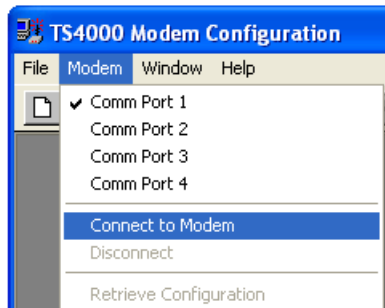 TS4000 Modem Configuration
File Modem Window Help
Comm Port 1
Comm Port 2
Comm Port 3
Comm Port 4
Connect to Modem
Disconnect
Retrieve Configuration